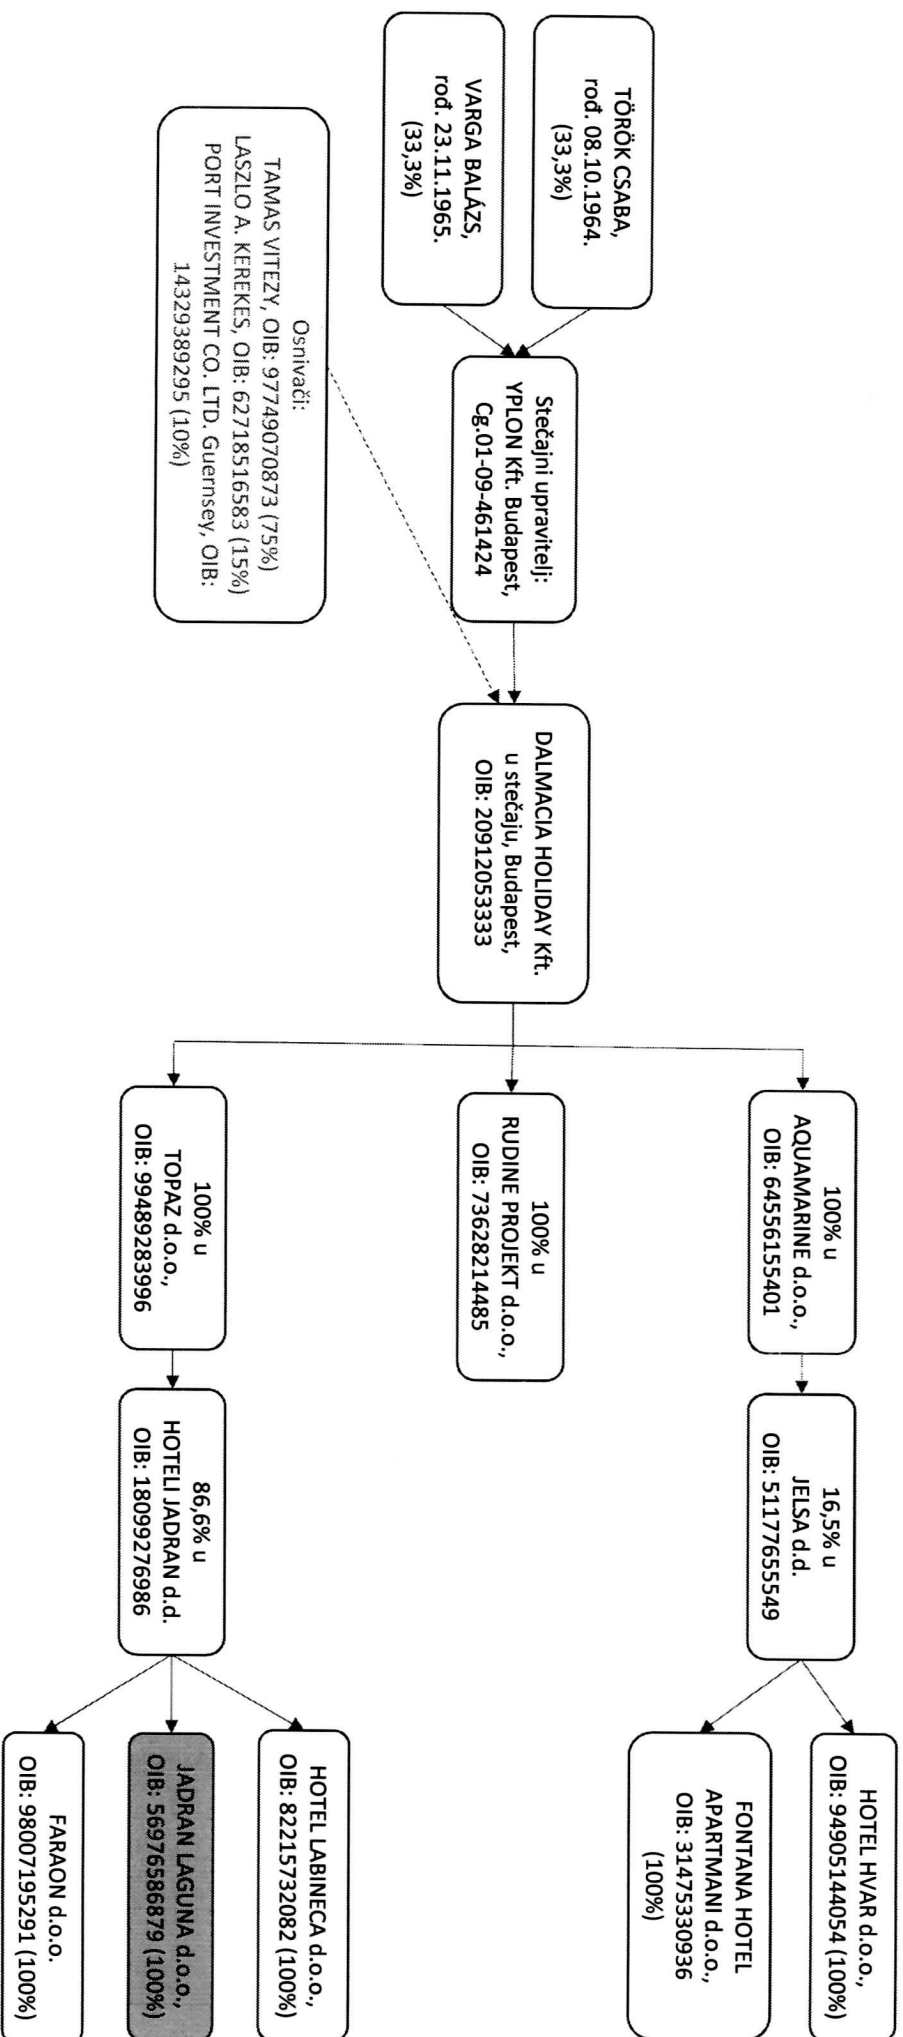 TÖRÖK CSABA,
rođ. 08.10.1964.
(33,3%)
VARGA BALÁZS,
rođ. 23.11.1965.
(33,3%)
Stečajni upravitelj:
YPLON Kft. Budapest,
Cg.01-09-461424
Osnivači:
TAMAS VITEZY, OIB: 97749070873 (75%)
LASZLO A. KEREKES, OIB: 62718516583 (15%)
PORT INVESTMENT CO. LTD. Guernsey, OIB:
14329389295 (10%)
DALMACIA HOLIDAY Kft.
u stečaju, Budapest,
OIB: 20912053333
100% u
AQUAMARINE d.o.o.,
OIB: 64556155401
100% u
RUDINE PROJEKT d.o.o.,
OIB: 73628214485
100% u
TOPAZ d.o.o.,
OIB: 99489283996
16,5% u
JELSA d.d.
OIB: 51177655549
86,6% u
HOTELI JADRAN d.d.
OIB: 18099276986
HOTEL HVAR d.o.o.,
OIB: 94905144054 (100%)
FONTANA HOTEL
APARTMANI d.o.o.,
OIB: 31475330936
(100%)
HOTEL LABINECA d.o.o.,
OIB: 82215732082 (100%)
JADRAN LAGUNA d.o.o.,
OIB: 56976586879 (100%)
FARAON d.o.o.
OIB: 98007195291 (100%)